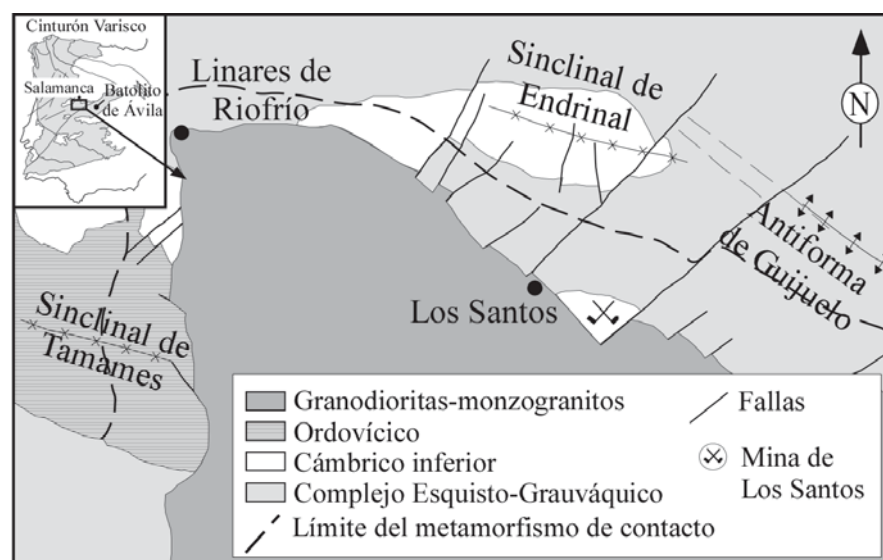 Cinturón Varisco
Salamanca
Batolito
de Ávila
Linares de
Riofrío
Sinclinal de
Endrinal
N
Antiforma
de Guijuelo
Los Santos
Sinclinal de
Tamames
Granodioritas-monzogranitos
Ordovícico
Cámbrico inferior
Complejo Esquisto-Grauváquico
Límite del metamorfismo de contacto
Fallas
Mina de
Los Santos